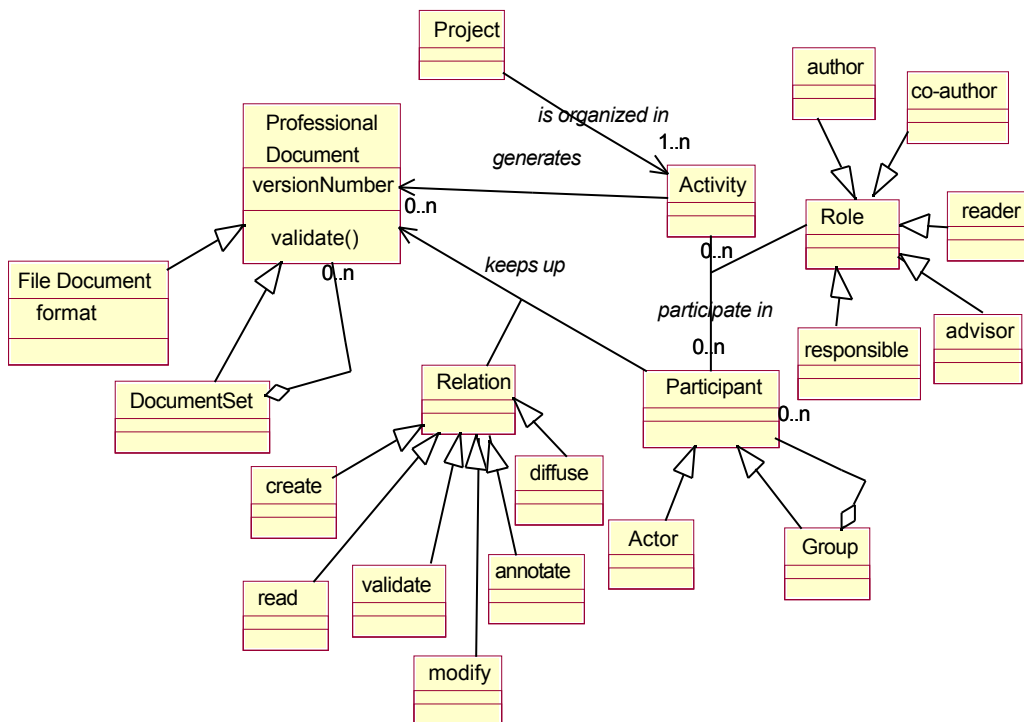 Project
author
co-author
Professional
Document
versionNumber
validate()
is organized in
1..n
generates
0..n
Activity
Role
reader
0..n
0..n
keeps up
File Document
format
participate in
0..n
responsible
advisor
DocumentSet
Relation
Participant
0..n
create
diffuse
Actor
Group
read
validate
annotate
modify